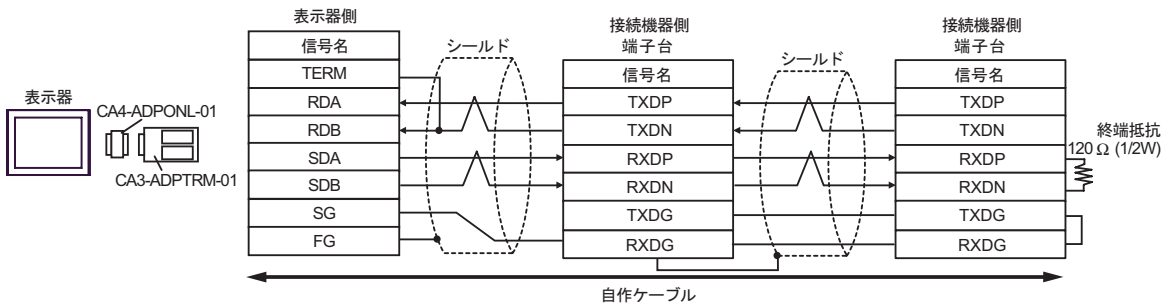 表示器
CA4-ADPONL-01
CA3-ADPTRM-01
表示器側
信号名
TERM
RDA
RDB
SDA
SDB
SG
FG
シールド
接続機器側
端子台
信号名
TXDP
TXDN
RXDP
RXDN
TXDG
RXDG
シールド
接続機器側
端子台
信号名
TXDP
TXDN
RXDP
RXDN
TXDG
RXDG
終端抵抗
120 Ω (1/2W)
自作ケーブル